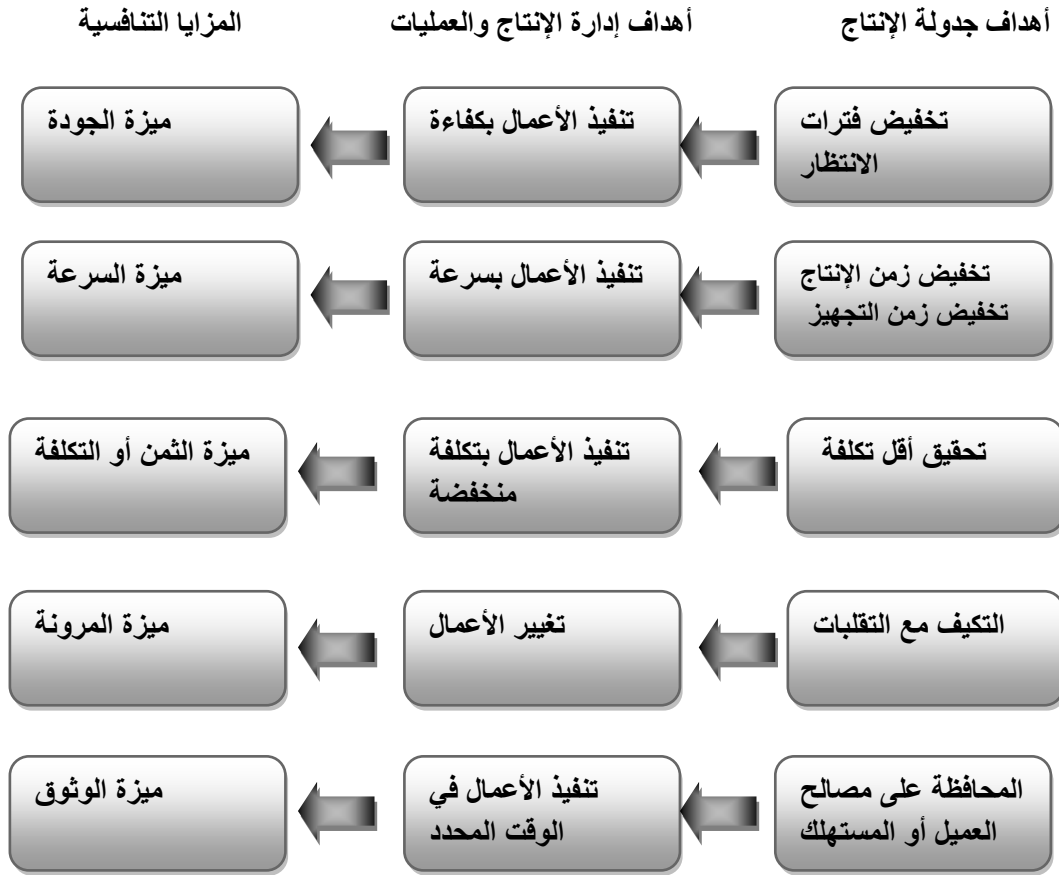 أهداف جدولة الإنتاج
أهداف إدارة الإنتاج والعمليات
المزايا التنافسية
تخفيض فترات
الانتظار
تنفيذ الأعمال بكفاءة
ميزة الجودة
تخفيض زمن الإنتاج
تخفيض زمن التجهيز
تنفيذ الأعمال بسرعة
ميزة السرعة
تحقيق أقل تكلفة
تنفيذ الأعمال بتكلفة
منخفضة
ميزة الثمن أو التكلفة
التكيف مع التقلبات
تغيير الأعمال
ميزة المرونة
المحافظة على مصالح
العميل أو المستهلك
تنفيذ الأعمال في
الوقت المحدد
ميزة الوثوق